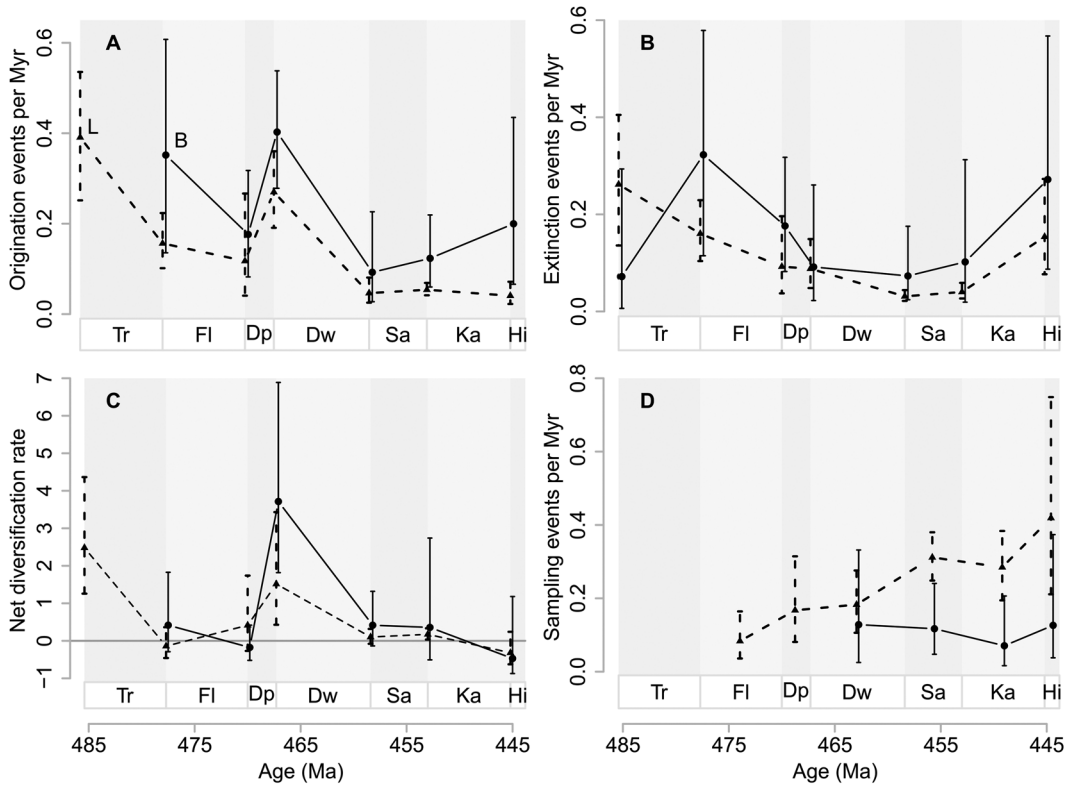 A
Origination events per Myr
0.6
0.4
0.2
0.0
L
B
Tr Fl Dp Dw Sa Ka Hi
B
Extinction events per Myr
0.6
0.4
0.2
0.0
Tr Fl Dp Dw Sa Ka Hi
C
Net diversification rate
7
6
5
4
3
2
1
0
−1
Tr Fl Dp Dw Sa Ka Hi
485 475 465 455 445
Age (Ma)
D
Sampling events per Myr
0.8
0.6
0.4
0.2
0.0
Tr Fl Dp Dw Sa Ka Hi
485 475 465 455 445
Age (Ma)